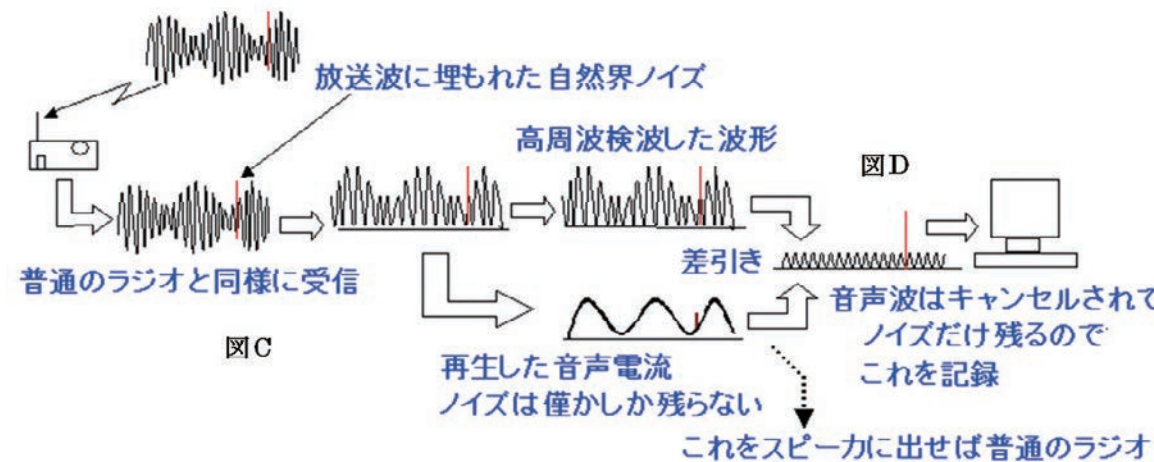 放送波に埋もれた自然界ノイズ
高周波検波した波形
図D
普通のラジオと同様に受信
差引き
図C
再生した音声電流
ノイズは僅かしか残らない
音声波はキャンセルされて
ノイズだけ残るので
これを記録
これをスピーカに出せば普通のラジオ